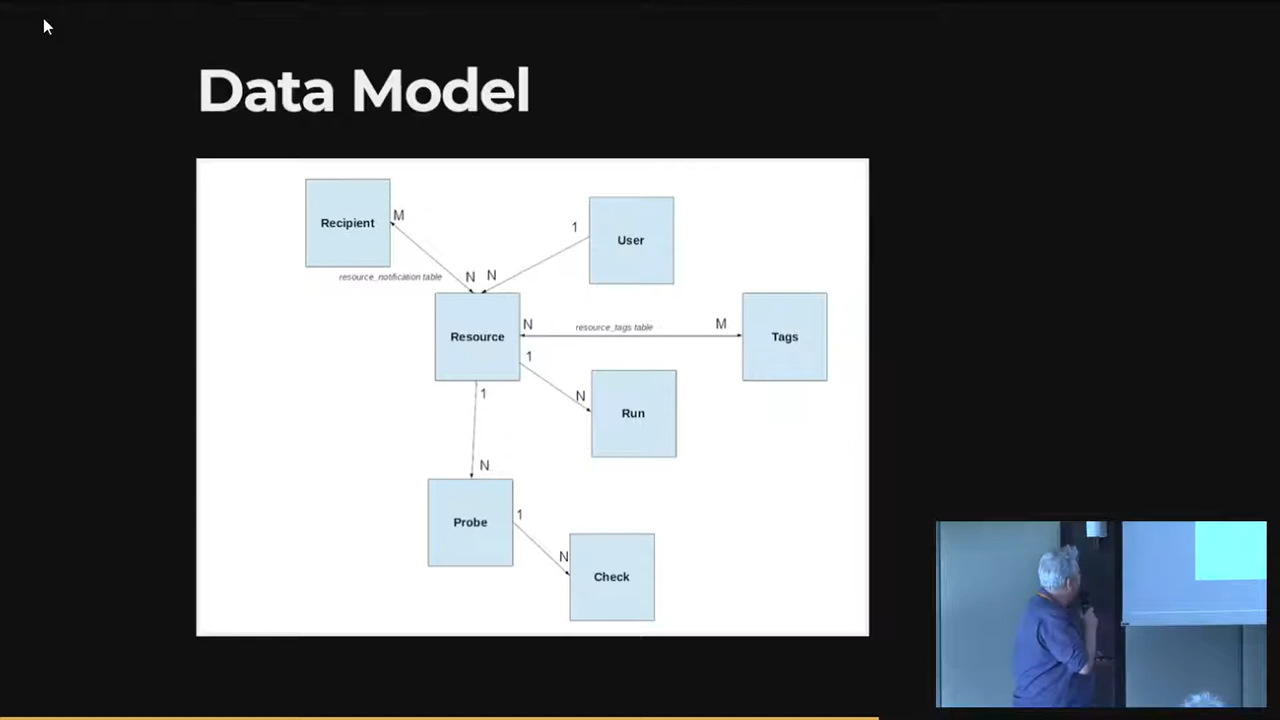 Data Model
Recipient
M
1
User
resource_notification table
N
N
Resource
N
resource_tags table
M
Tags
1
N
Run
1
N
Probe
1
N
Check